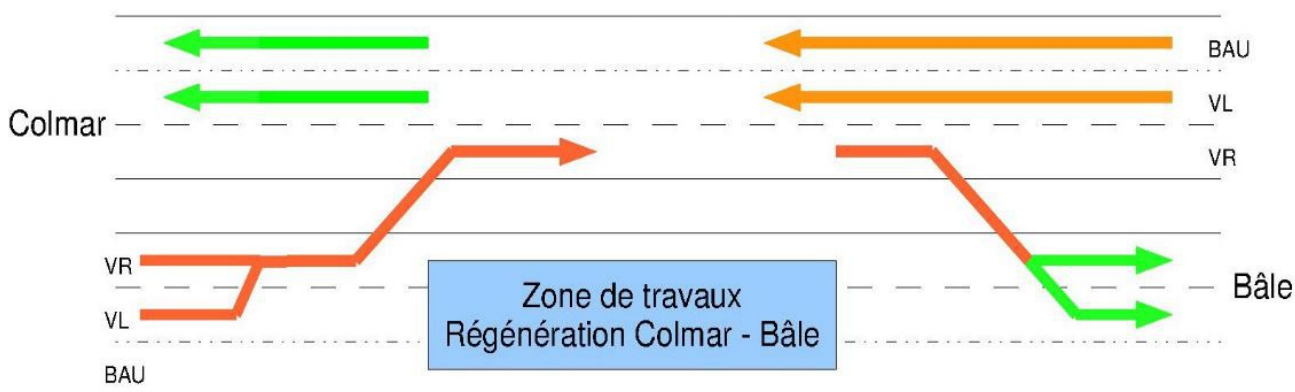 BAU
VL
Colmar
VR
VR
Zone de travaux
Bâle
VL
Régénération Colmar - Bâle
BAU